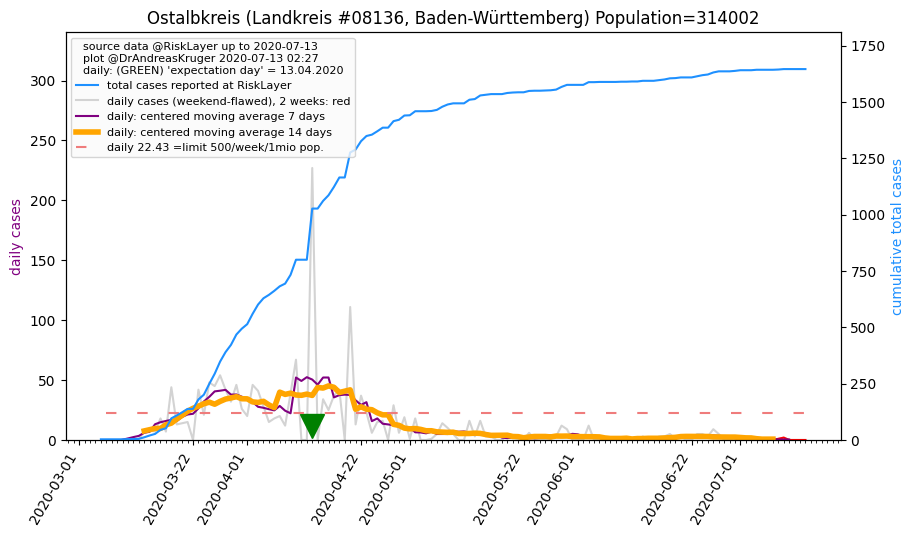 Ostalbkreis (Landkreis #08136, Baden-Württemberg) Population=314002
source data @RiskLayer up to 2020-07-13
plot @DrAndreasKruger 2020-07-13 02:27
daily: (GREEN) 'expectation day' = 13.04.2020
total cases reported at RiskLayer
daily cases (weekend-flawed), 2 weeks: red
daily: centered moving average 7 days
daily: centered moving average 14 days
daily 22.43 =limit 500/week/1mio pop.
daily cases
300
250
200
150
100
50
0
cumulative total cases
1750
1500
1250
1000
750
500
250
0
2020-03-01
2020-03-22
2020-04-01
2020-04-22
2020-05-01
2020-05-22
2020-06-01
2020-06-22
2020-07-01